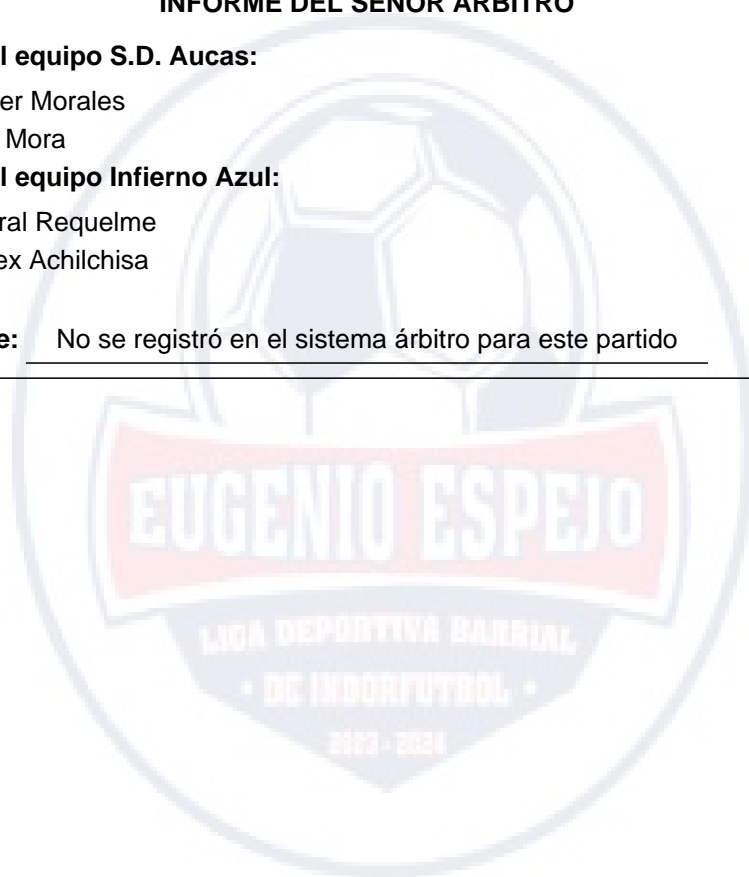 INFORME DEL SEÑOR ÁRBITRO
l equipo S.D. Aucas:
er Morales
Mora
l equipo Infierno Azul:
ral Requelme
ex Achilchisa
e: No se registró en el sistema árbitro para este partido
EUGENIO ESPEJO
LIGA DEPORTIVA BARRIAL
• DE INDORFUTBOL •
2023 - 2024